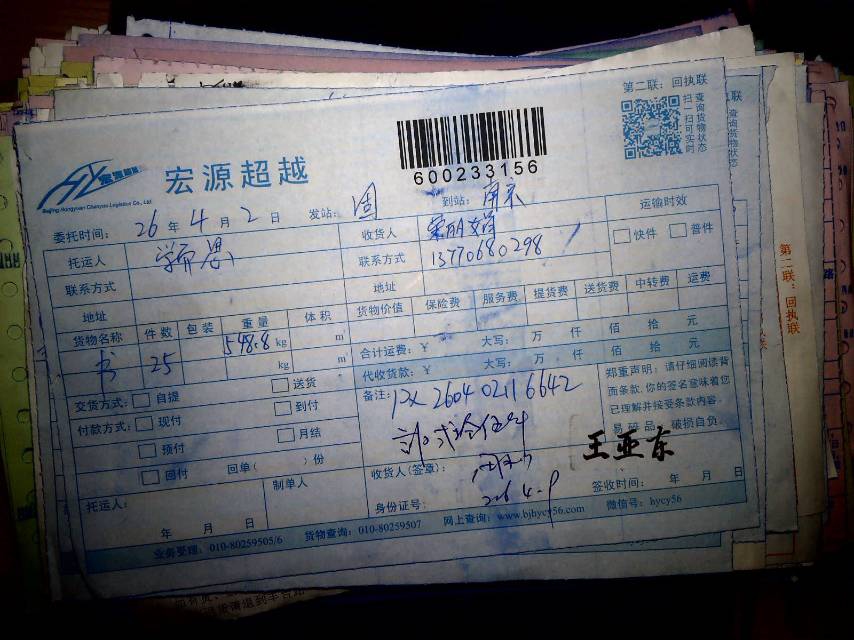 第二联：回执联
查询货物状态
扫一扫可实时
宏源超越
宏源超越
Beijing Hongyuan Chaoyue Logistics Co., Ltd.
600233156
委托时间： 26 年 4 月 2 日 发站： 到站：南京
托运人 学而思 收货人 运输时效
联系方式 联系方式 13770680298 快件 普件
地址 地址
货物名称 件数 包装 重量 体积 货物价值 保险费 服务费 提货费 送货费 中转费 运费
书 25 548.8 kg m³
kg m³
合计运费：￥ 大写： 万 仟 佰 拾 元
代收货款：￥ 大写： 万 仟 佰 拾 元
交货方式： 自提 送货
付款方式： 现付 到付
预付 月结
回付 回单（ ）份
备注：PX260402116642
郑重声明：请仔细阅读背
面条款，你的签名意味着您
已理解并接受条款内容。
易碎品，破损自负。
王亚东
托运人： 制单人 收货人(签章)：
年 月 日 身份证号： 签收时间： 年 月 日
业务受理：010-80259505/6 货物查询：010-80259507 网上查询：www.bjhycy56.com 微信号：hycy56
第二联：回执联